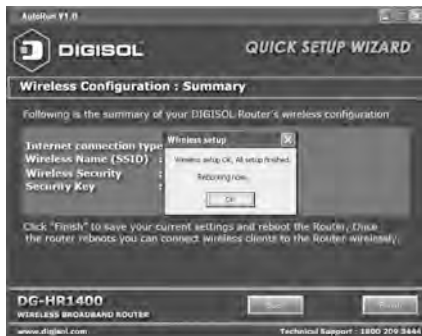 AutoRun V1.0
DIGISOL
QUICK SETUP WIZARD
Wireless Configuration : Summary
Following is the summary of your DIGISOL Router's wireless configuration
Internet connection type
Wireless Name (SSID) :
Wireless Security :
Security Key :
Wireless setup
Wireless setup OK, All setup finished.
Rebooting now...
OK
Click "Finish" to save your current settings and reboot the Router. Once
the router reboots you can connect wireless clients to the Router wirelessly.
DG-HR1400
WIRELESS BROADBAND ROUTER
www.digisol.com
Technical Support : 1800 209 3444